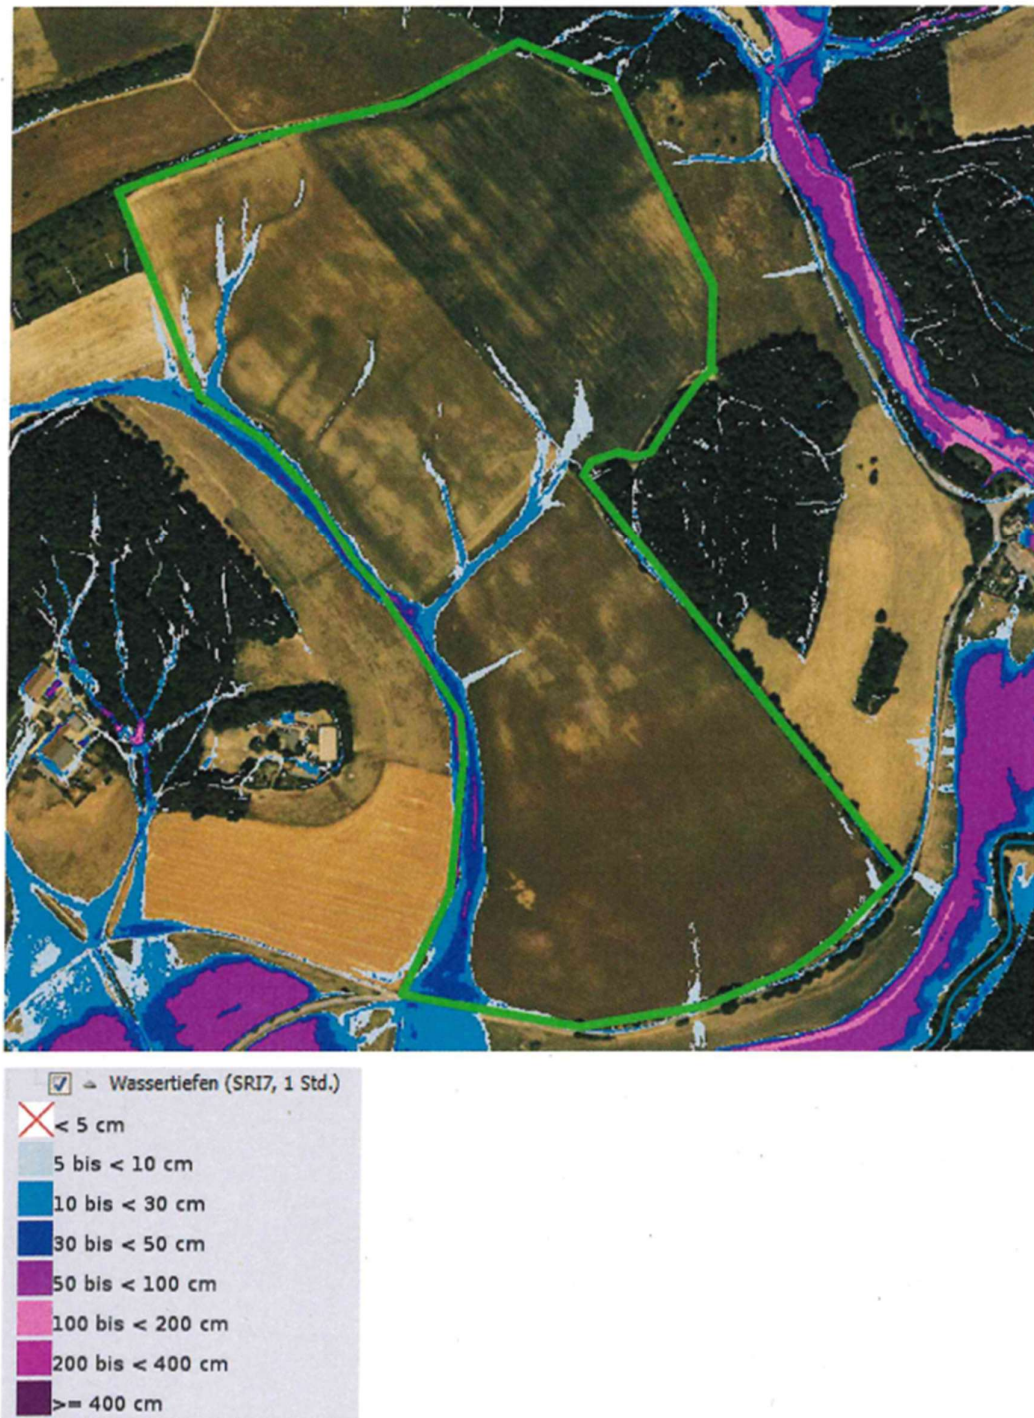 Wassertiefen (SRI7, 1 Std.)
< 5 cm
5 bis < 10 cm
10 bis < 30 cm
30 bis < 50 cm
50 bis < 100 cm
100 bis < 200 cm
200 bis < 400 cm
>= 400 cm